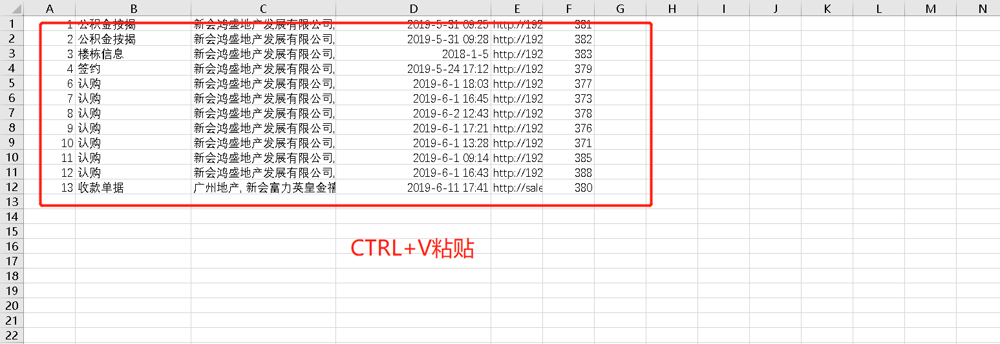 A B C D E F G H I J K L M N
1 1 公积金按揭 新会鸿盛地产发展有限公司, 2019-5-31 09:25 http://192 381
2 2 公积金按揭 新会鸿盛地产发展有限公司, 2019-5-31 09:28 http://192 382
3 3 楼栋信息 新会鸿盛地产发展有限公司, 2018-1-5 http://192 383
4 4 签约 新会鸿盛地产发展有限公司, 2019-5-24 17:12 http://192 379
5 6 认购 新会鸿盛地产发展有限公司, 2019-6-1 18:03 http://192 377
6 7 认购 新会鸿盛地产发展有限公司, 2019-6-1 16:45 http://192 373
7 8 认购 新会鸿盛地产发展有限公司, 2019-6-2 12:43 http://192 378
8 9 认购 新会鸿盛地产发展有限公司, 2019-6-1 17:21 http://192 376
9 10 认购 新会鸿盛地产发展有限公司, 2019-6-1 13:28 http://192 371
10 11 认购 新会鸿盛地产发展有限公司, 2019-6-1 09:14 http://192 385
11 12 认购 新会鸿盛地产发展有限公司, 2019-6-1 16:43 http://192 388
12 13 收款单据 广州地产, 新会富力英皇金禧 2019-6-11 17:41 http://sale 380
13
14
15
16
CTRL+V粘贴
17
18
19
20
21
22